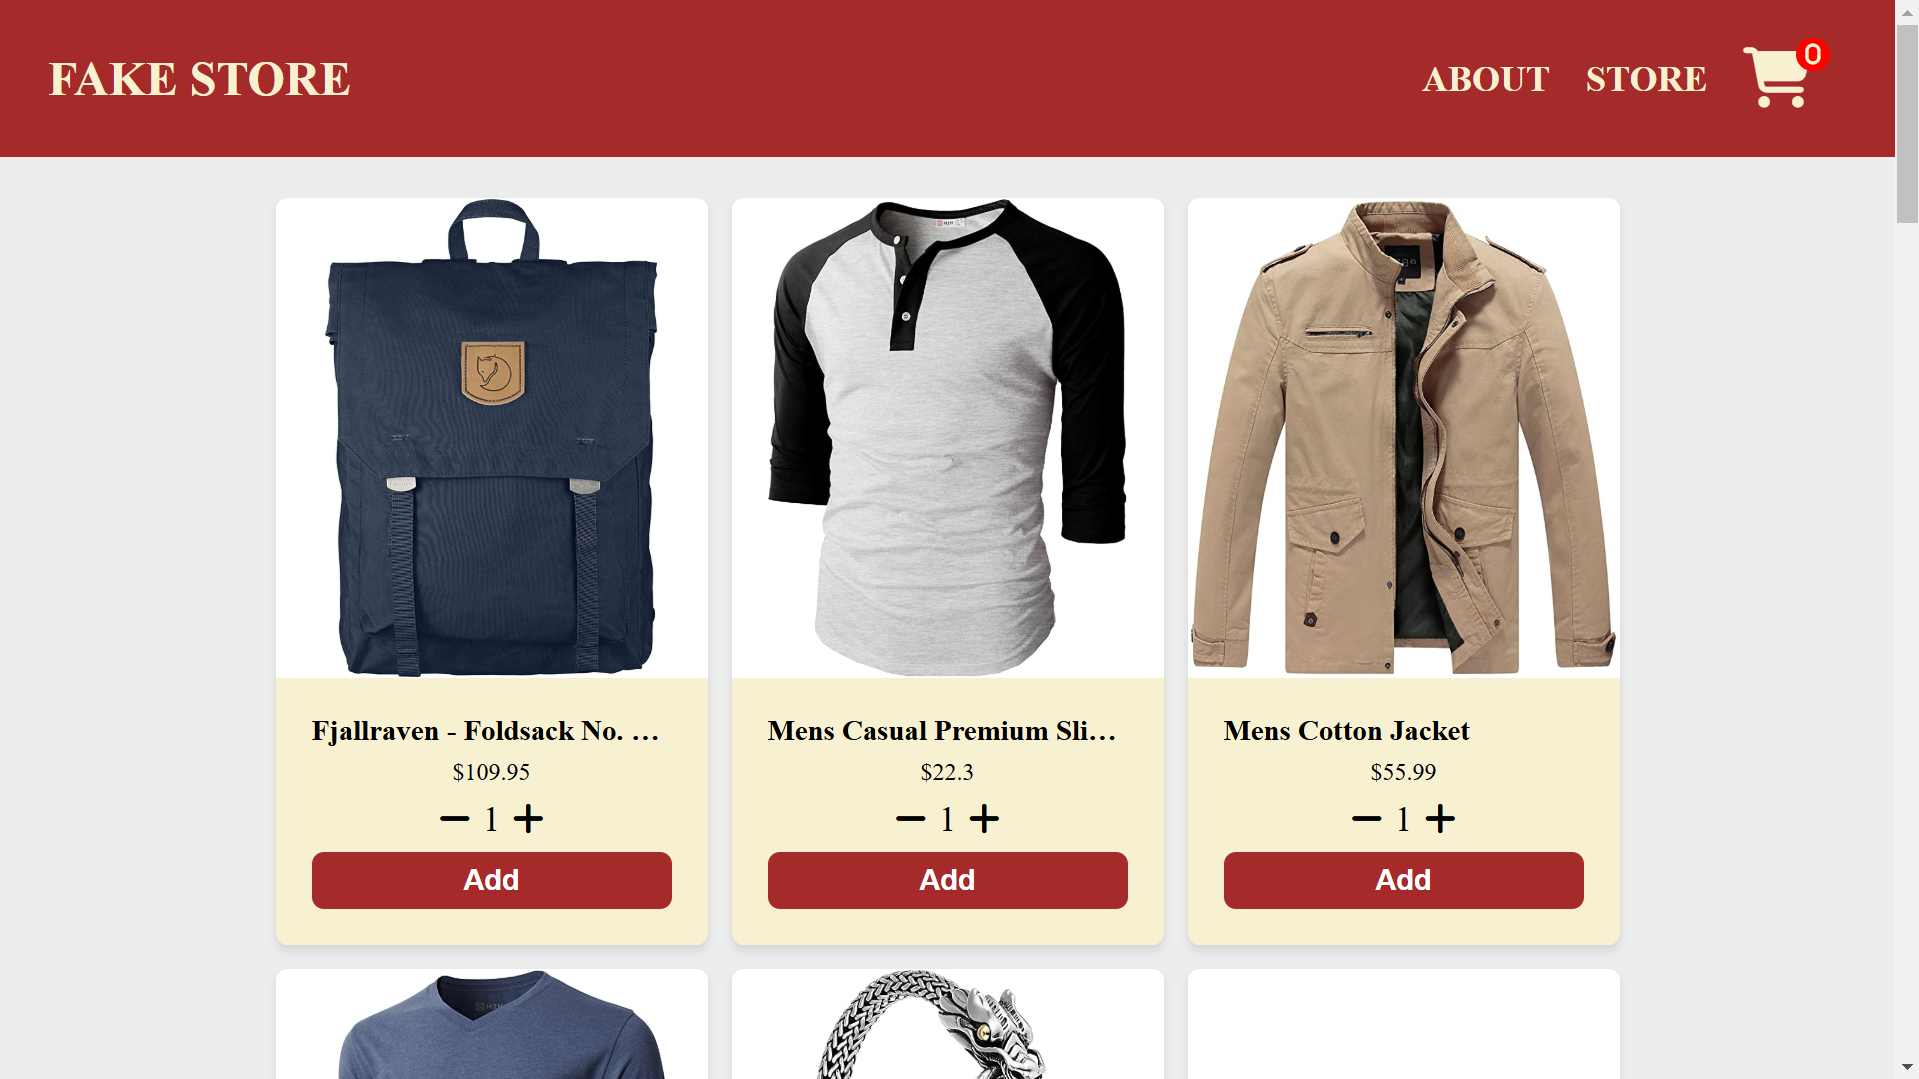 FAKE STORE
ABOUT STORE 0
Fjallraven - Foldsack No. …
$109.95
1
Add
Mens Casual Premium Sli…
$22.3
1
Add
Mens Cotton Jacket
$55.99
1
Add